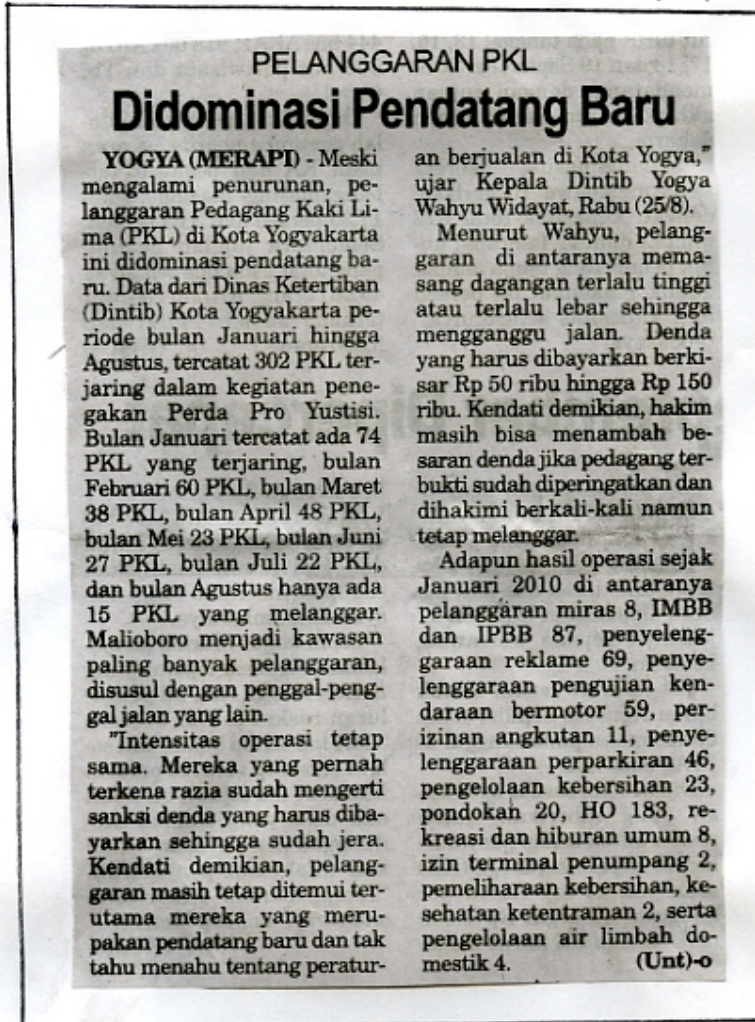 PELANGGARAN PKL
Didominasi Pendatang Baru
YOGYA (MERAPI) - Meski
mengalami penurunan, pe-
langgaran Pedagang Kaki Li-
ma (PKL) di Kota Yogyakarta
ini didominasi pendatang ba-
ru. Data dari Dinas Ketertiban
(Dintib) Kota Yogyakarta pe-
riode bulan Januari hingga
Agustus, tercatat 302 PKL ter-
jaring dalam kegiatan pene-
gakan Perda Pro Yustisi.
Bulan Januari tercatat ada 74
PKL yang terjaring, bulan
Februari 60 PKL, bulan Maret
38 PKL, bulan April 48 PKL,
bulan Mei 23 PKL, bulan Juni
27 PKL, bulan Juli 22 PKL,
dan bulan Agustus hanya ada
15 PKL yang melanggar.
Malioboro menjadi kawasan
paling banyak pelanggaran,
disusul dengan penggal-peng-
gal jalan yang lain.
"Intensitas operasi tetap
sama. Mereka yang pernah
terkena razia sudah mengerti
sanksi denda yang harus diba-
yarkan sehingga sudah jera.
Kendati demikian, pelang-
garan masih tetap ditemui ter-
utama mereka yang meru-
pakan pendatang baru dan tak
tahu menahu tentang peratur-
an berjualan di Kota Yogya,"
ujar Kepala Dintib Yogya
Wahyu Widayat, Rabu (25/8).
Menurut Wahyu, pelang-
garan di antaranya mema-
sang dagangan terlalu tinggi
atau terlalu lebar sehingga
mengganggu jalan. Denda
yang harus dibayarkan berki-
sar Rp 50 ribu hingga Rp 150
ribu. Kendati demikian, hakim
masih bisa menambah be-
saran denda jika pedagang ter-
bukti sudah diperingatkan dan
dihakimi berkali-kali namun
tetap melanggar.
Adapun hasil operasi sejak
Januari 2010 di antaranya
pelanggaran miras 8, IMBB
dan IPBB 87, penyeleng-
garaan reklame 69, penye-
lenggaraan pengujian ken-
daraan bermotor 59, per-
izinan angkutan 11, penye-
lenggaraan perparkiran 46,
pengelolaan kebersihan 23,
pondokan 20, HO 183, re-
kreasi dan hiburan umum 8,
izin terminal penumpang 2,
pemeliharaan kebersihan, ke-
sehatan ketentraman 2, serta
pengelolaan air limbah do-
mestik 4. (Unt)-o